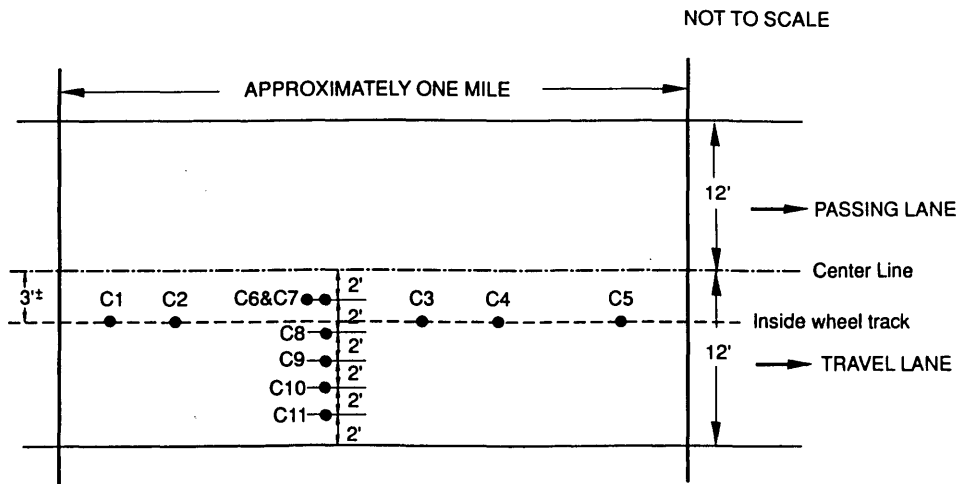 NOT TO SCALE
APPROXIMATELY ONE MILE
12'
PASSING LANE
Center Line
3'±
C1
C2
C6&C7
2'
C3
C4
C5
Inside wheel track
2'
C8
2'
C9
12'
TRAVEL LANE
2'
C10
2'
C11
2'